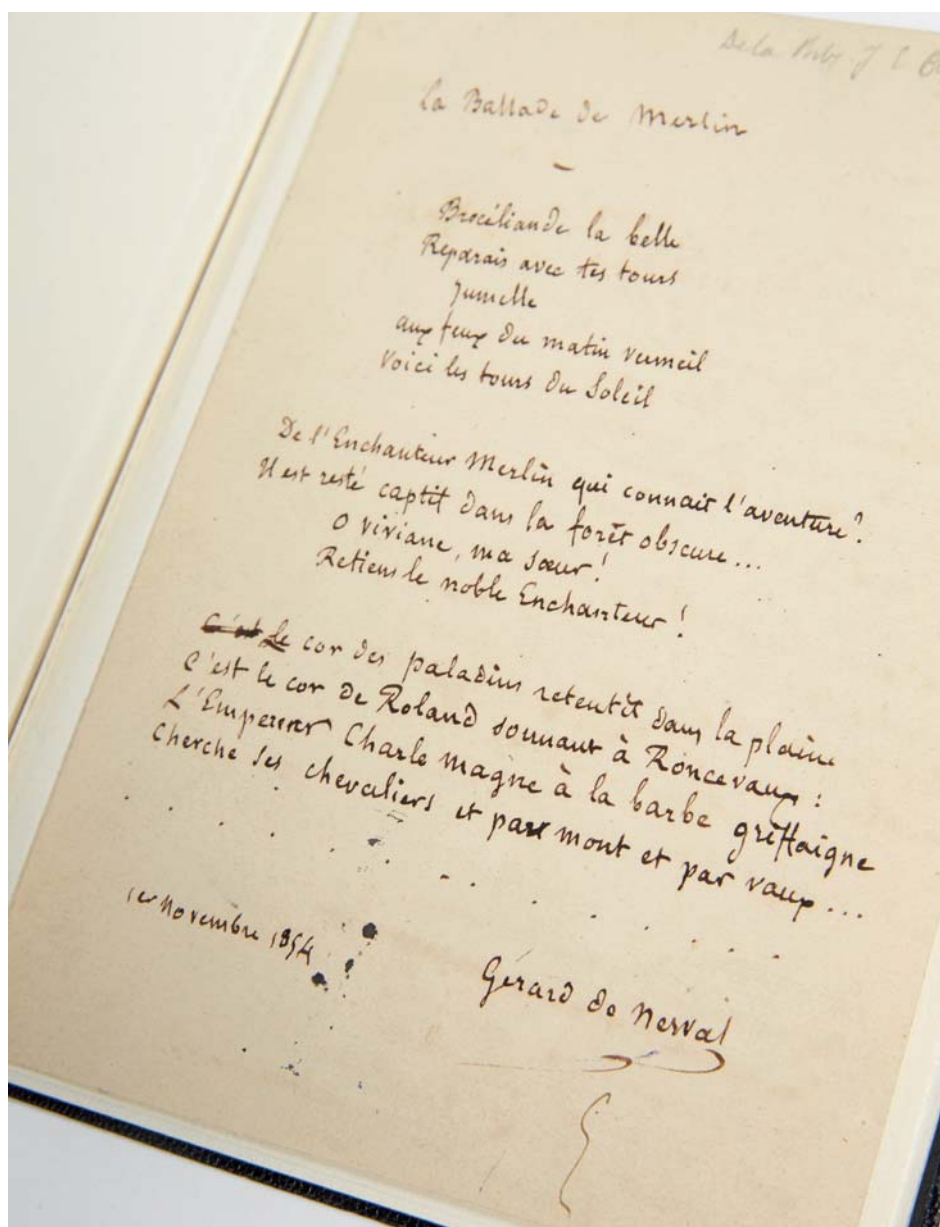 De la Bib J
La Ballade de Merlin
Brocéliande la belle
Reparais avec tes tours
Jumelle
aux feux du matin vermeil
Voici les tours du Soleil
De l'Enchanteur Merlin qui connait l'aventure?
Il est resté captif dans la forêt obscure...
O viviane, ma sœur!
Retiens le noble Enchanteur!
C'est Le cor des paladins retentit dans la plaine
C'est le cor de Roland sonnant à Roncevaux :
L'Empereur Charle magne à la barbe griffaigne
Cherche ses chevaliers et par mont et par vaux...
1er novembre 1854
Gérard de Nerval